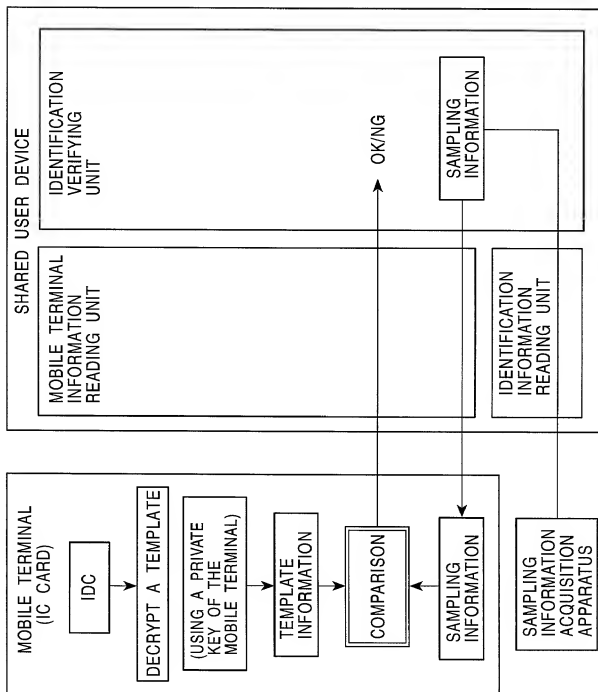 MOBILE TERMINAL
(IC CARD)
IDC
DECRYPT A TEMPLATE
(USING A PRIVATE
KEY OF THE
MOBILE TERMINAL)
TEMPLATE
INFORMATION
COMPARISON
SAMPLING
INFORMATION
SAMPLING
INFORMATION
ACQUISITION
APPARATUS
SHARED USER DEVICE
MOBILE TERMINAL
INFORMATION
READING UNIT
IDENTIFICATION
INFORMATION
READING UNIT
IDENTIFICATION
VERIFYING
UNIT
OK/NG
SAMPLING
INFORMATION